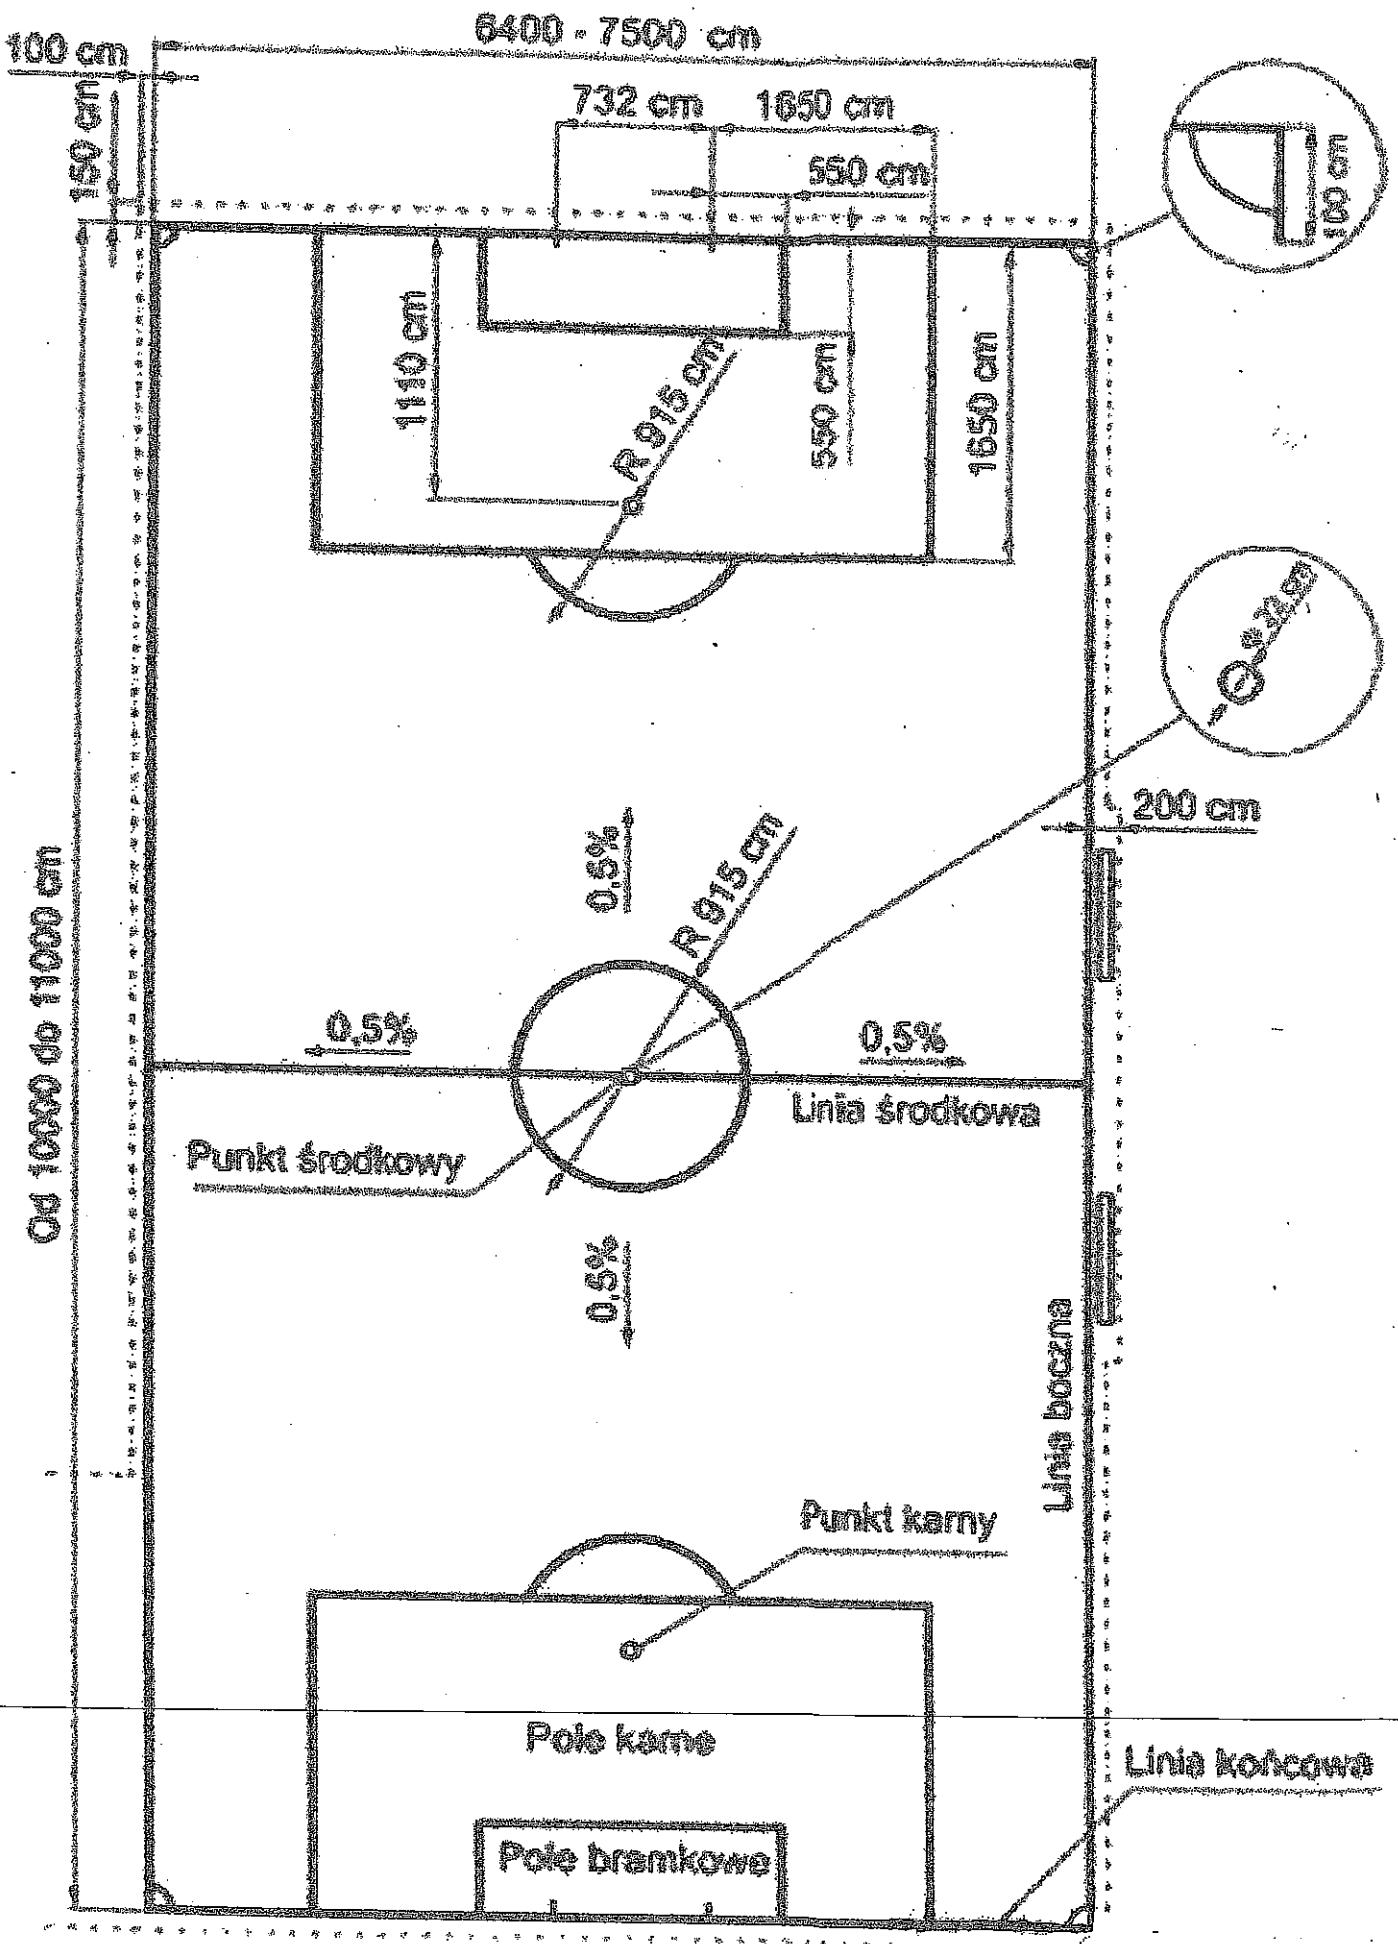 6400 - 7500 cm
100 cm
150 cm
732 cm
1650 cm
550 cm
100 cm
1110 cm
R 915 cm
550 cm
1650 cm
200 cm
0,5%
R 915 cm
Od 10000 do 11000 cm
0,5%
0,5%
Linia środkowa
Punkt środkowy
0,5%
Linia boczna
Punkt karny
Pole karne
Linia końcowa
Pole bramkowe